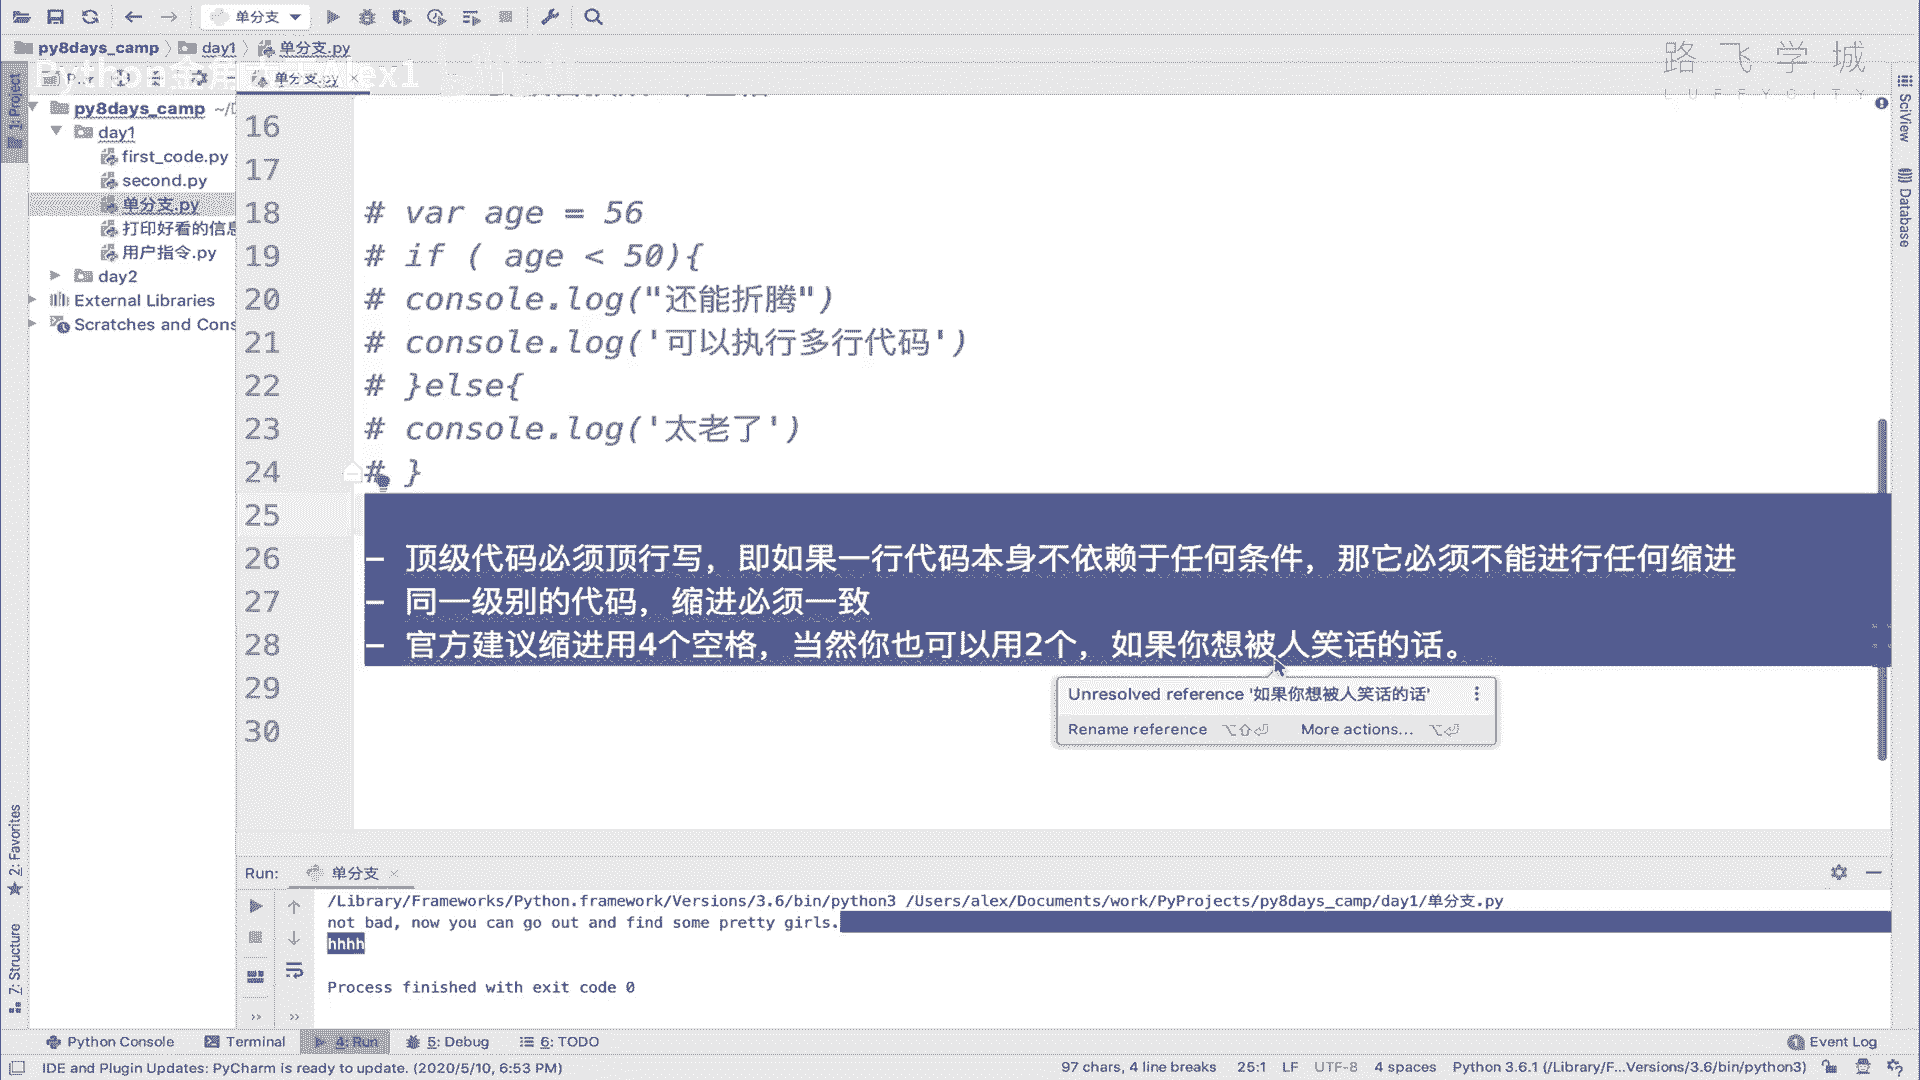 单分支
py8days_camp
day1
单分支.py
路飞学城
LUFFYCITY
单分支.py
1: Project
py8days_camp
day1
first_code.py
second.py
单分支.py
打印好看的信息
用户指令.py
day2
External Libraries
Scratches and Cons
SciView
Database
16
17
18 # var age = 56
19 # if ( age < 50){
20 # console.log("还能折腾")
21 # console.log('可以执行多行代码')
22 # }else{
23 # console.log('太老了')
24 # }
25
26 - 顶级代码必须顶行写，即如果一行代码本身不依赖于任何条件，那它必须不能进行任何缩进
27 - 同一级别的代码，缩进必须一致
28 - 官方建议缩进用4个空格，当然你也可以用2个，如果你想被人笑话的话。
29
30
Unresolved reference '如果你想被人笑话的话'
Rename reference ⌥⇧⏎ More actions... ⌥⏎
2: Favorites
7: Structure
Run: 单分支
/Library/Frameworks/Python.framework/Versions/3.6/bin/python3 /Users/alex/Documents/work/PyProjects/py8days_camp/day1/单分支.py
not bad, now you can go out and find some pretty girls.
hhhh
Process finished with exit code 0
Python Console Terminal 4: Run 5: Debug 6: TODO 1 Event Log
IDE and Plugin Updates: PyCharm is ready to update. (2020/5/10, 6:53 PM) 97 chars, 4 line breaks 25:1 LF UTF-8 4 spaces Python 3.6.1 (/Library/F...Versions/3.6/bin/python3)